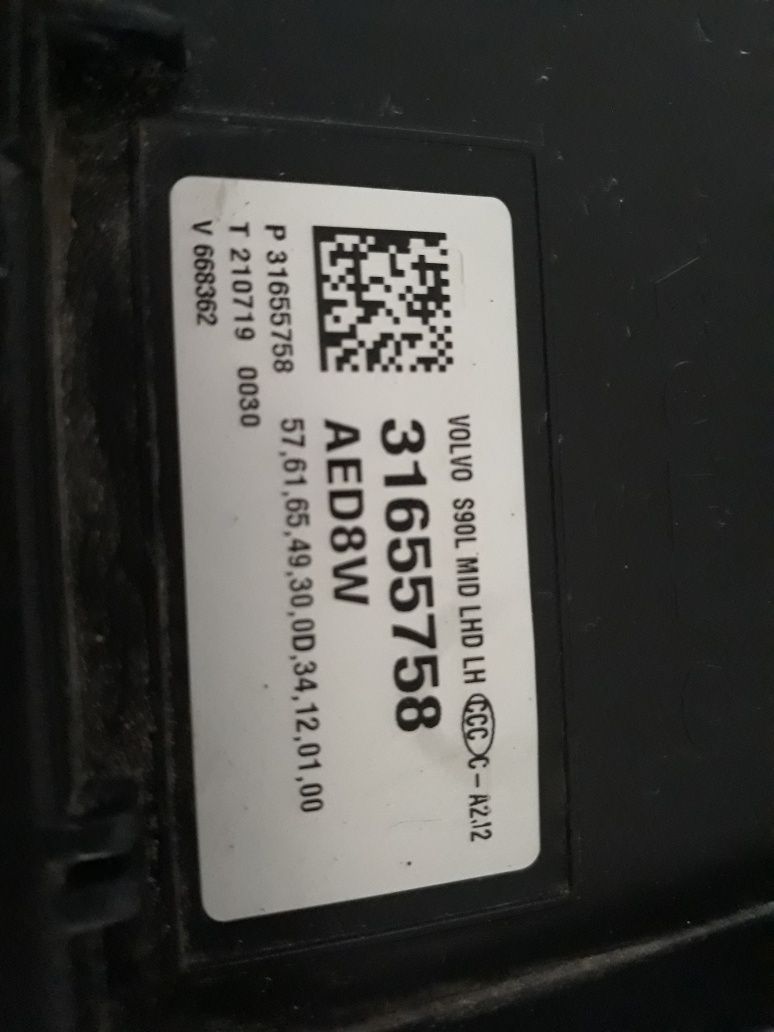 VOLVO S90L MID LHD LH CCC C-A2.12
31655758
AED8W
57,61,65,49,30,0D,34,12,01,00
P 31655758
T 210719 0030
V 668362